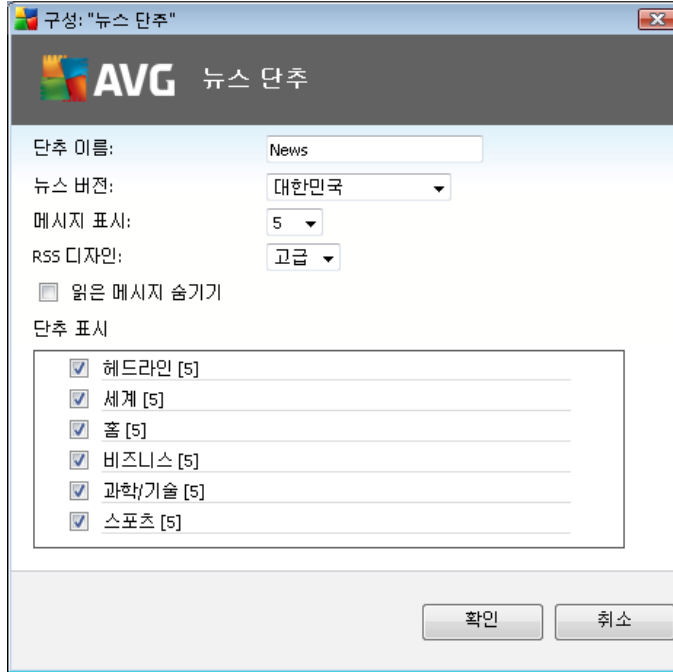 구성: "뉴스 단추"
AVG 뉴스 단추
단추 이름: News
뉴스 버전: 대한민국
메시지 표시: 5
RSS 디자인: 고급
읽은 메시지 숨기기
단추 표시
헤드라인 [5]
세계 [5]
홈 [5]
비즈니스 [5]
과학/기술 [5]
스포츠 [5]
확인 취소